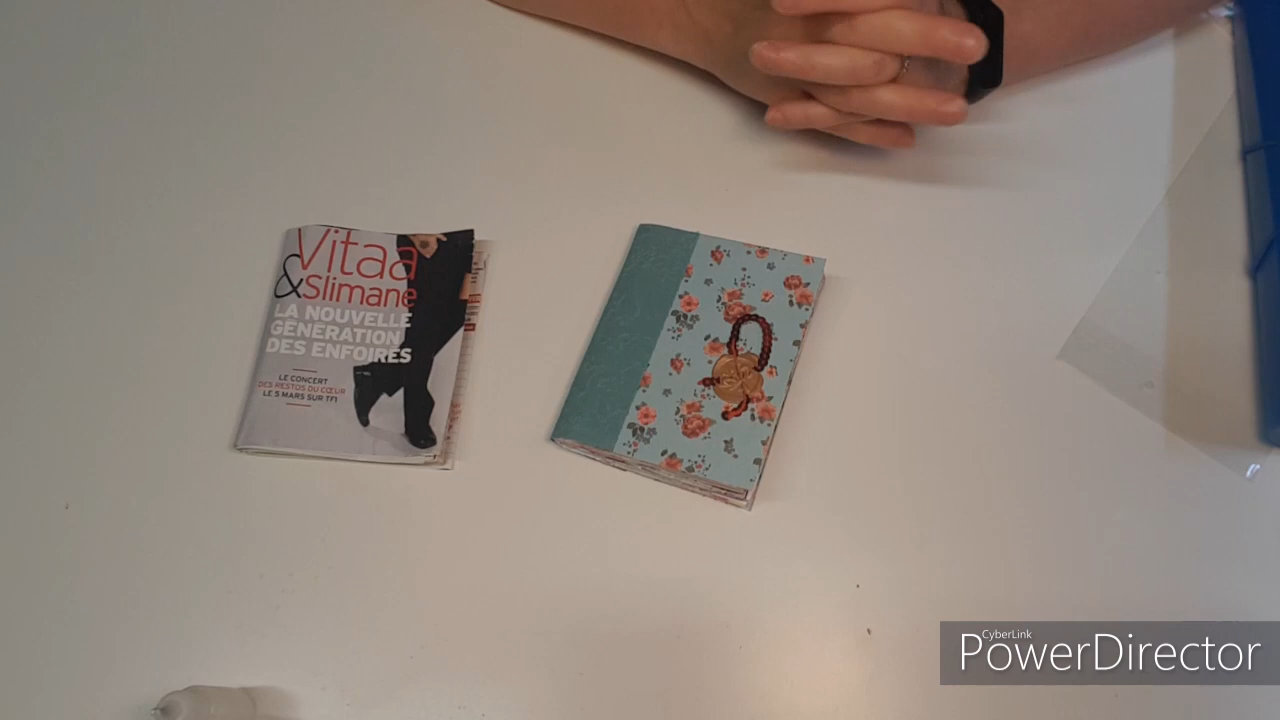 Vitaa
&Slimane
LA NOUVELLE
GÉNÉRATION
DES ENFOIRÉS
LE CONCERT
DES RESTOS DU CŒUR
LE 5 MARS SUR TF1
CyberLink
PowerDirector